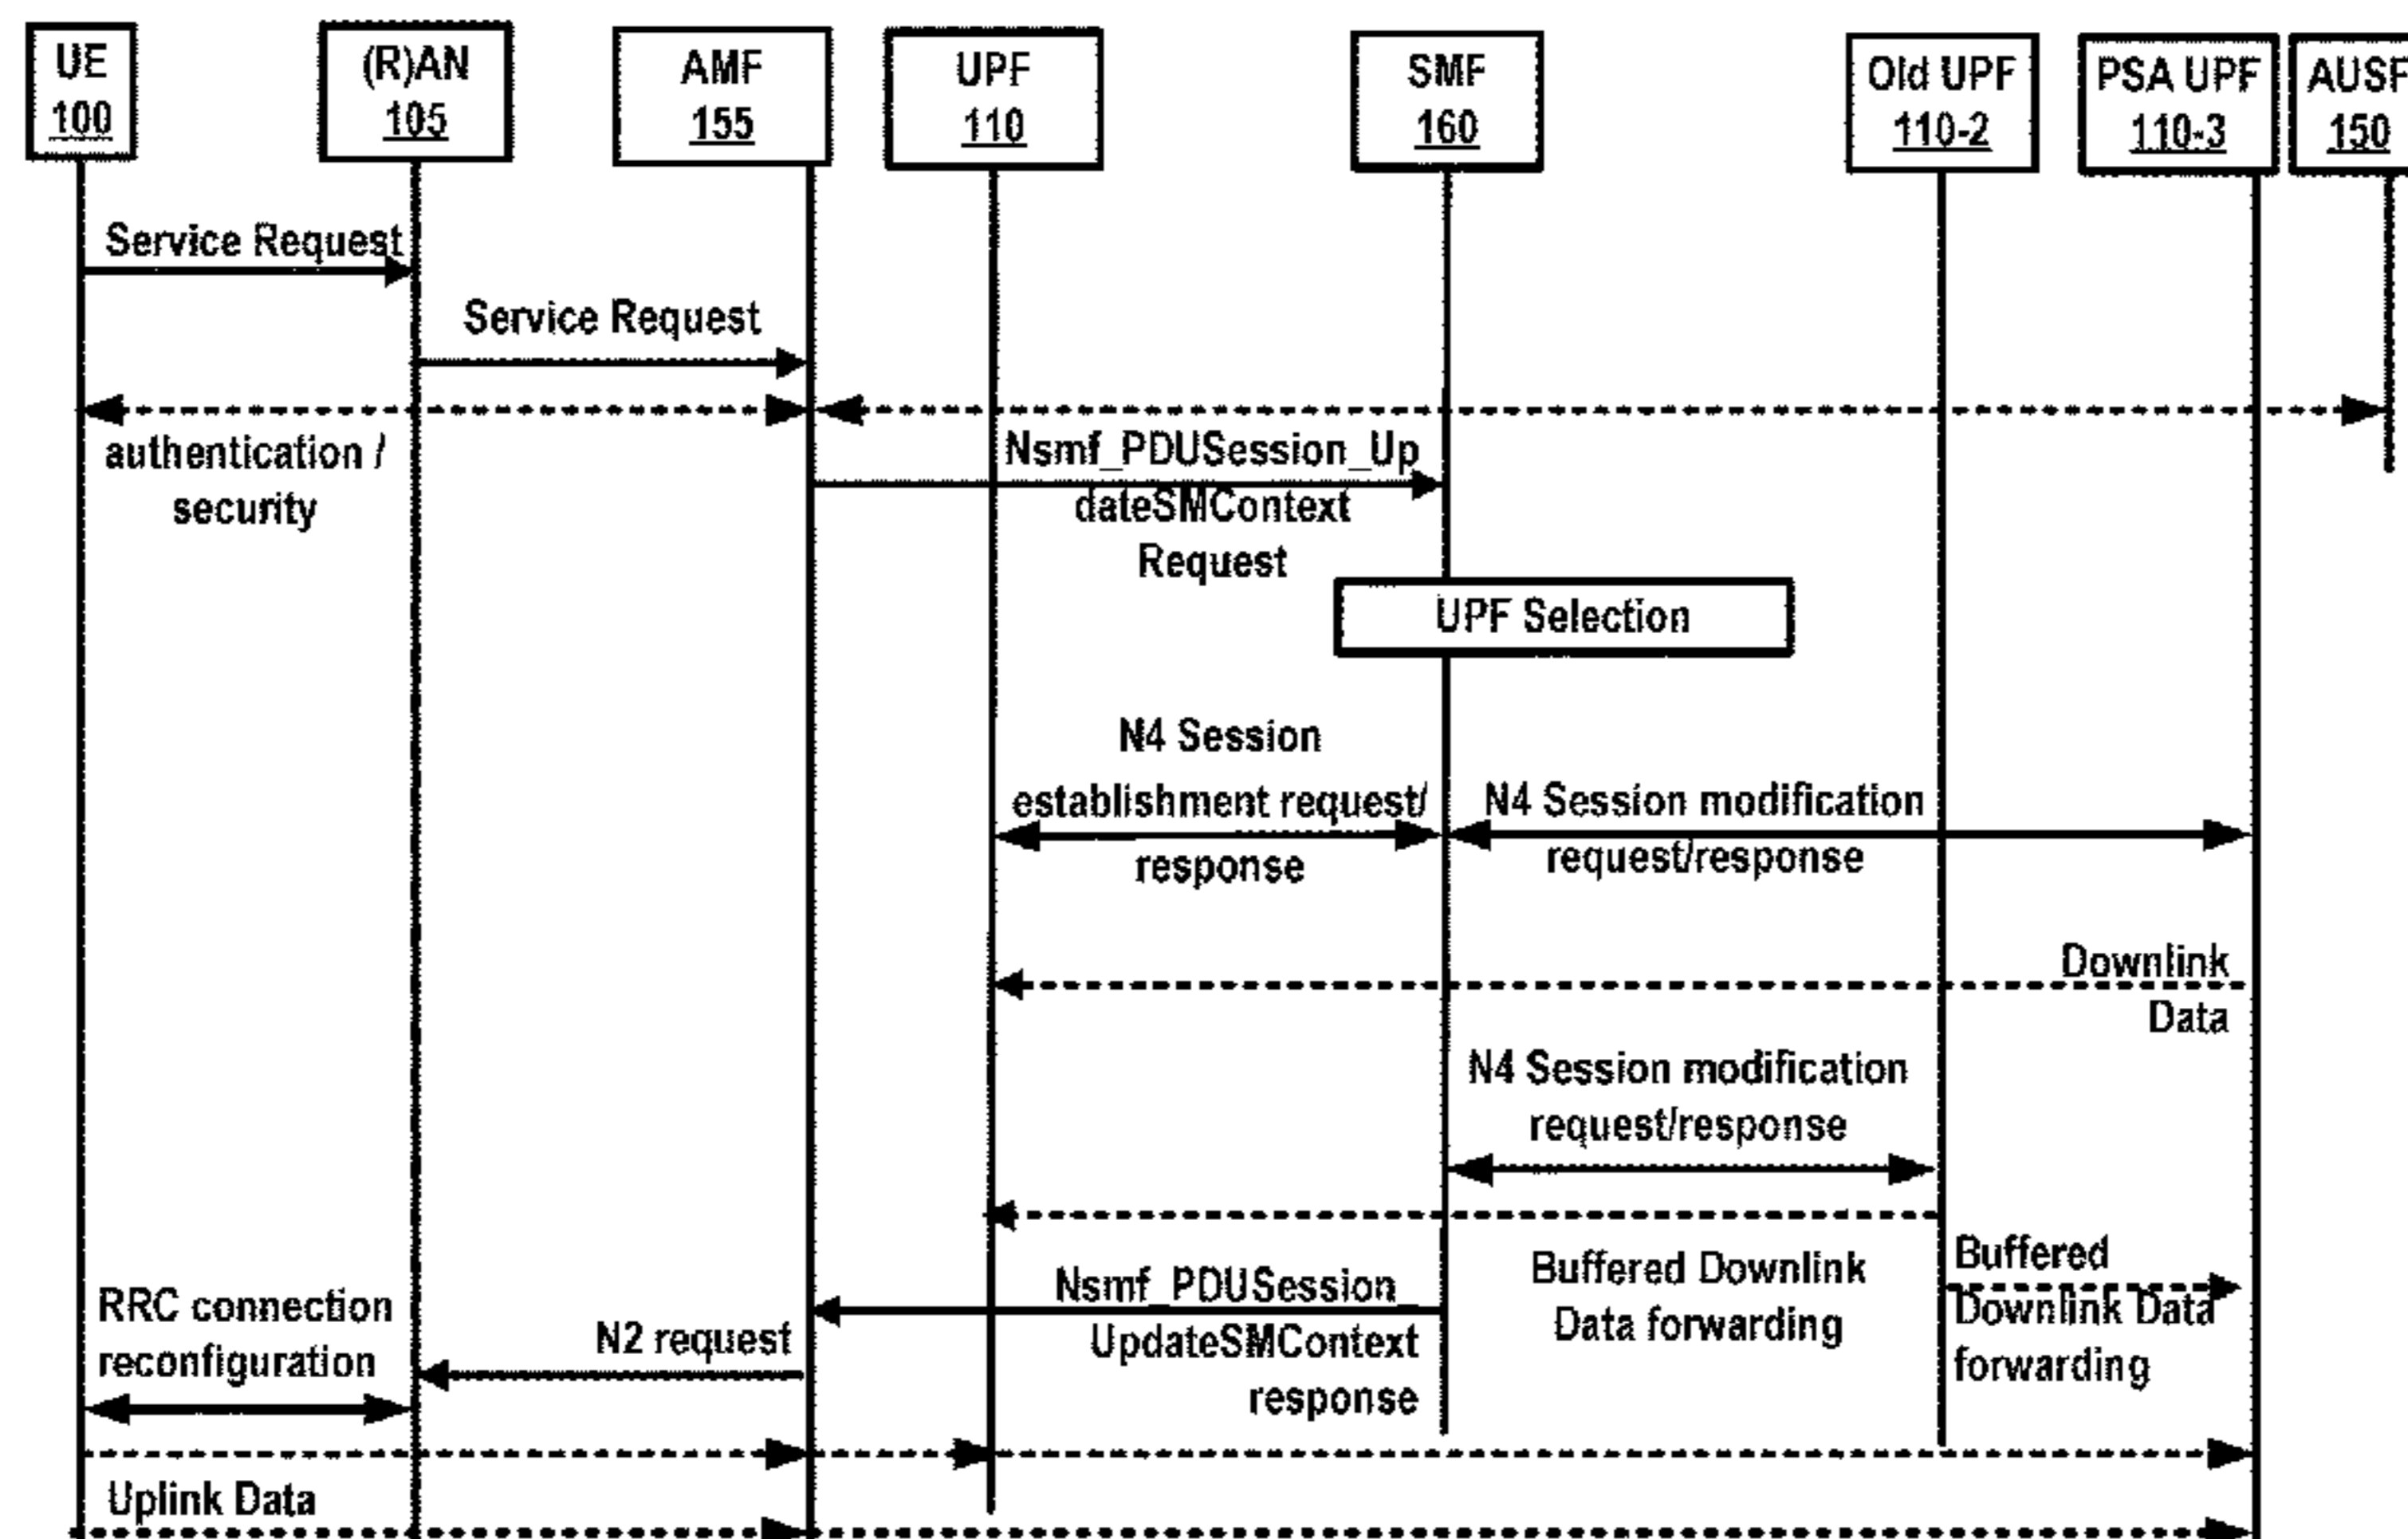 UE
100
(R)AN
105
AMF
155
UPF
110
SMF
160
Old UPF
110-2
PSA UPF
110-3
AUSF
150
Service Request
Service Request
authentication /
security
Nsmf_PDUSession_Up
dateSMContext
Request
UPF Selection
N4 Session
establishment request/
response
N4 Session modification
request/response
Downlink
Data
N4 Session modification
request/response
Buffered Downlink
Data forwarding
Buffered
Downlink Data
forwarding
Nsmf_PDUSession_
UpdateSMContext
response
N2 request
RRC connection
reconfiguration
Uplink Data